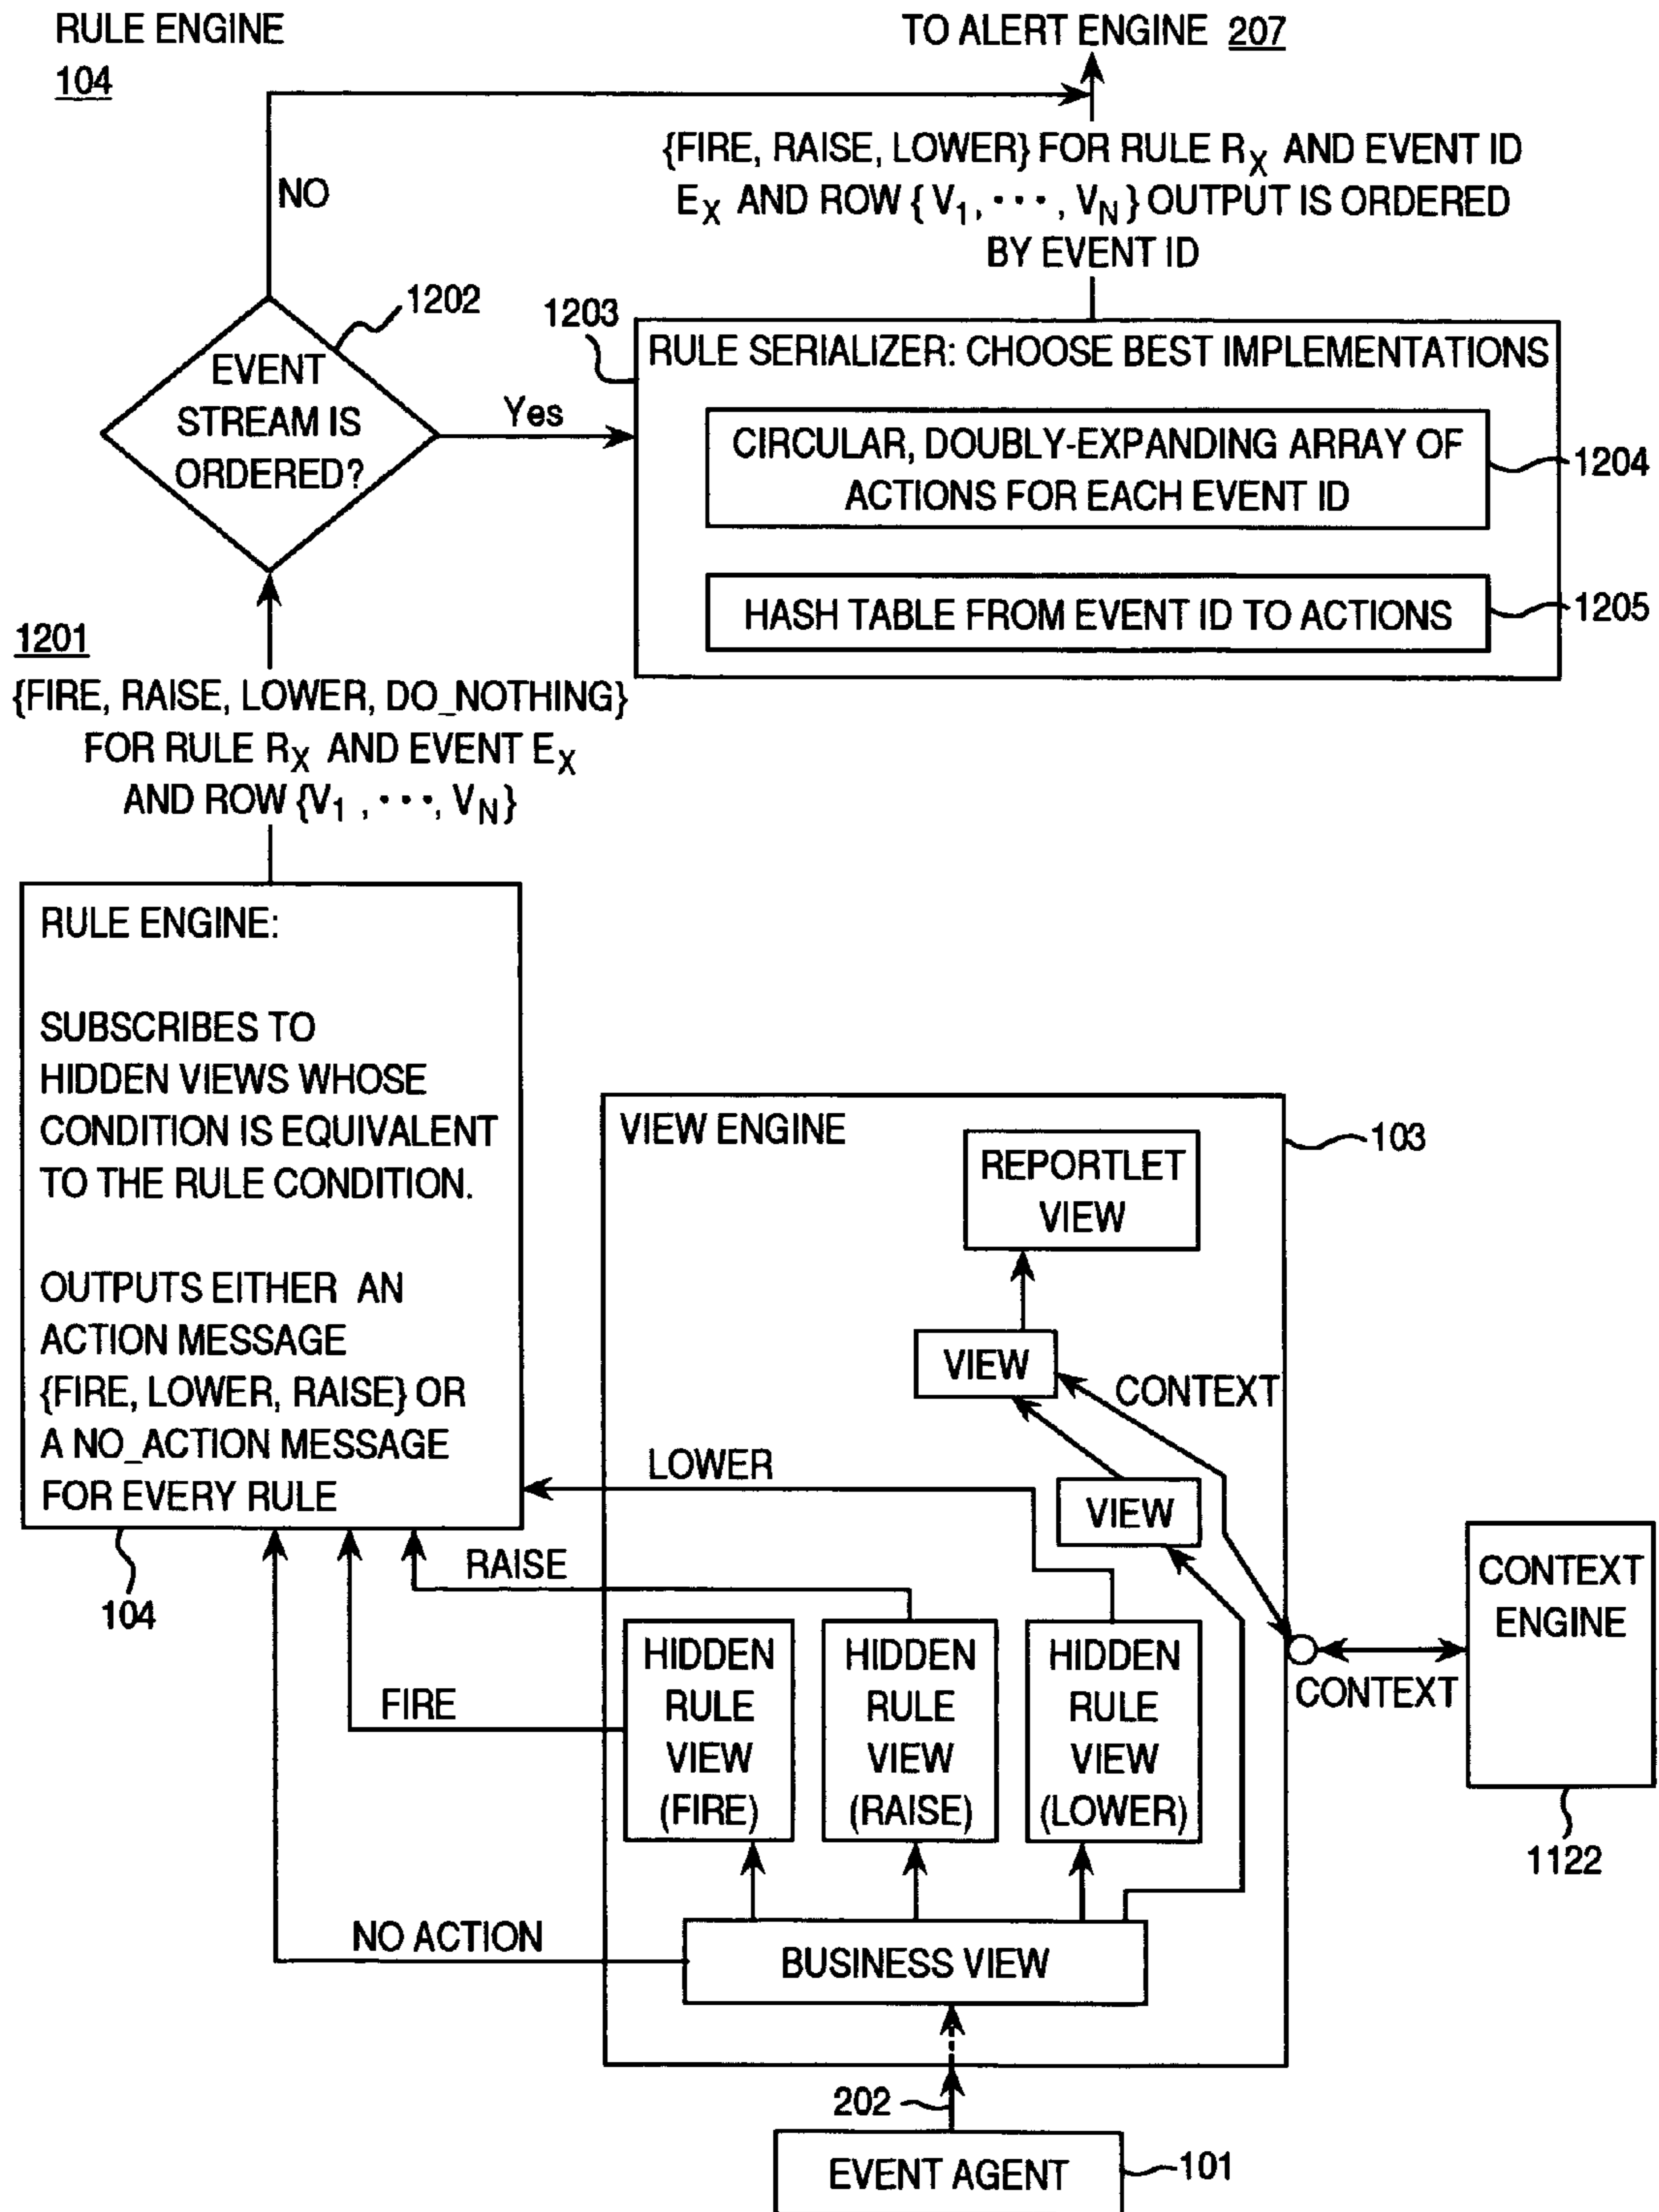 RULE ENGINE
104
TO ALERT ENGINE 207
NO
{FIRE, RAISE, LOWER} FOR RULE RX AND EVENT ID
EX AND ROW { V1, ···, VN } OUTPUT IS ORDERED
BY EVENT ID
1202
EVENT
STREAM IS
ORDERED?
Yes
1203
RULE SERIALIZER: CHOOSE BEST IMPLEMENTATIONS
CIRCULAR, DOUBLY-EXPANDING ARRAY OF
ACTIONS FOR EACH EVENT ID
1204
HASH TABLE FROM EVENT ID TO ACTIONS
1205
1201
{FIRE, RAISE, LOWER, DO_NOTHING}
FOR RULE RX AND EVENT EX
AND ROW {V1 , ···, VN }
RULE ENGINE:
SUBSCRIBES TO
HIDDEN VIEWS WHOSE
CONDITION IS EQUIVALENT
TO THE RULE CONDITION.
OUTPUTS EITHER AN
ACTION MESSAGE
{FIRE, LOWER, RAISE} OR
A NO_ACTION MESSAGE
FOR EVERY RULE
104
VIEW ENGINE
103
REPORTLET
VIEW
VIEW
CONTEXT
VIEW
LOWER
RAISE
FIRE
NO ACTION
HIDDEN
RULE
VIEW
(FIRE)
HIDDEN
RULE
VIEW
(RAISE)
HIDDEN
RULE
VIEW
(LOWER)
CONTEXT
CONTEXT
ENGINE
1122
BUSINESS VIEW
202
EVENT AGENT
101